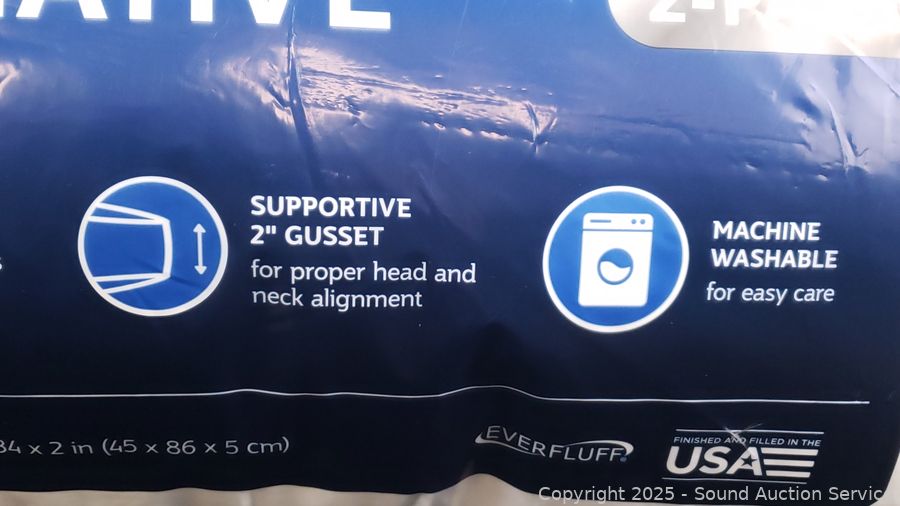 SUPPORTIVE
2" GUSSET
for proper head and
neck alignment
MACHINE
WASHABLE
for easy care
x 2 in (45 x 86 x 5 cm)
EVERFLUFF
FINISHED AND FILLED IN THE
USA
Copyright 2025 - Sound Auction Servic